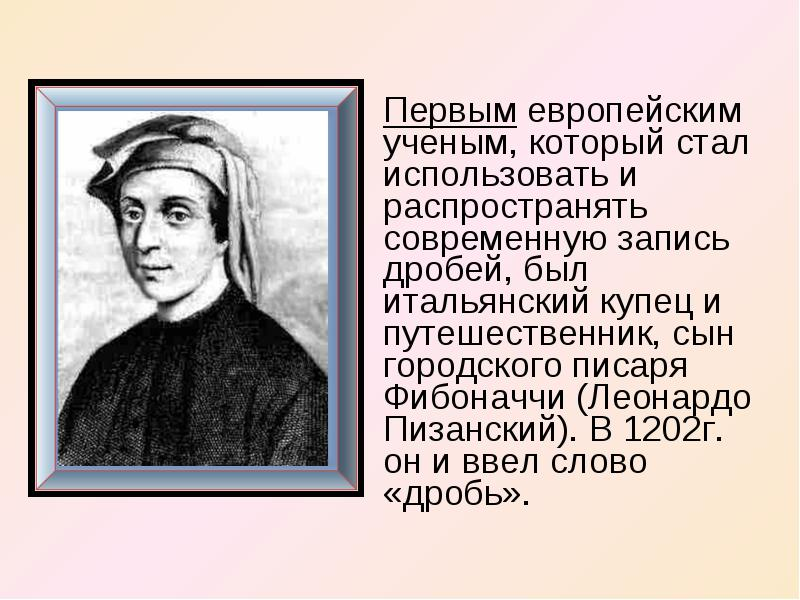 Первым европейским
ученым, который стал
использовать и
распространять
современную запись
дробей, был
итальянский купец и
путешественник, сын
городского писаря
Фибоначчи (Леонардо
Пизанский). В 1202г.
он и ввел слово
«дробь».